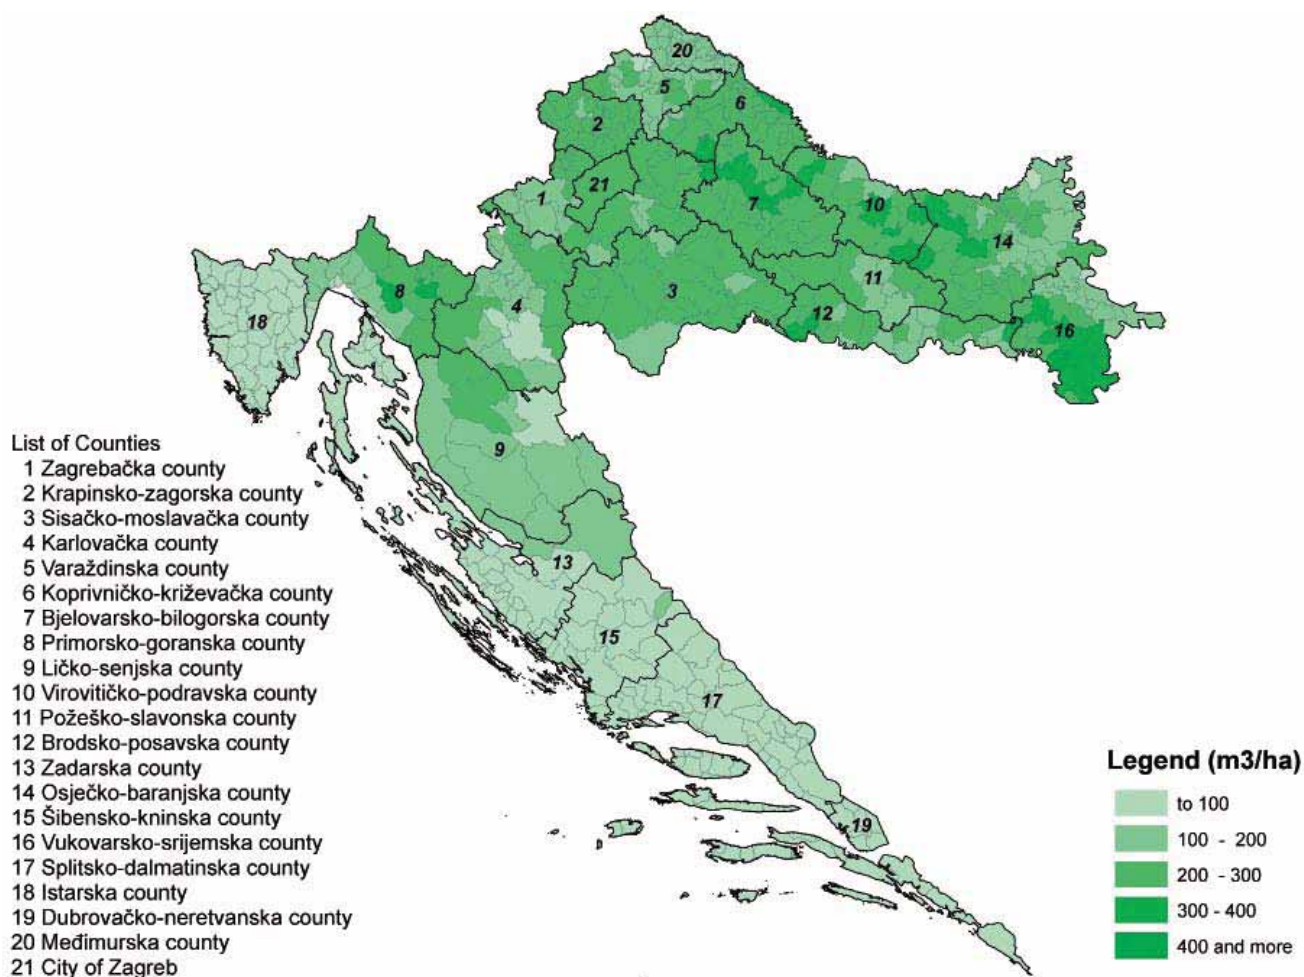 20
5
6
2
21
1
7
10
14
18
8
4
3
11
12
16
9
13
15
17
19
List of Counties
1 Zagrebačka county
2 Krapinsko-zagorska county
3 Sisačko-moslavačka county
4 Karlovačka county
5 Varaždinska county
6 Koprivničko-križevačka county
7 Bjelovarsko-bilogorska county
8 Primorsko-goranska county
9 Ličko-senjska county
10 Virovitičko-podravska county
11 Požeško-slavonska county
12 Brodsko-posavska county
13 Zadarska county
14 Osječko-baranjska county
15 Šibensko-kninska county
16 Vukovarsko-srijemska county
17 Splitsko-dalmatinska county
18 Istarska county
19 Dubrovačko-neretvanska county
20 Međimurska county
21 City of Zagreb
Legend (m3/ha)
to 100
100 - 200
200 - 300
300 - 400
400 and more